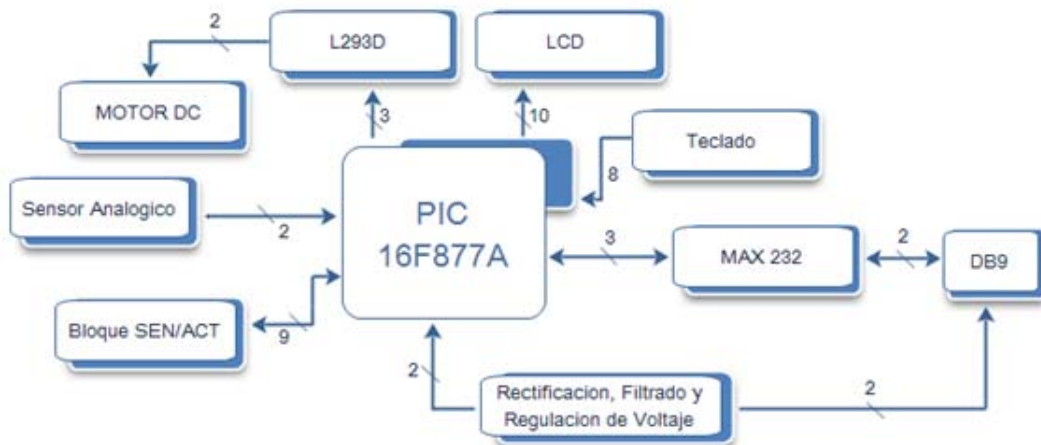 2
L293D
LCD
MOTOR DC
3
10
Teclado
8
Sensor Analogico
2
PIC
16F877A
3
MAX 232
2
DB9
Bloque SEN/ACT
9
2
Rectificacion, Filtrado y
Regulacion de Voltaje
2